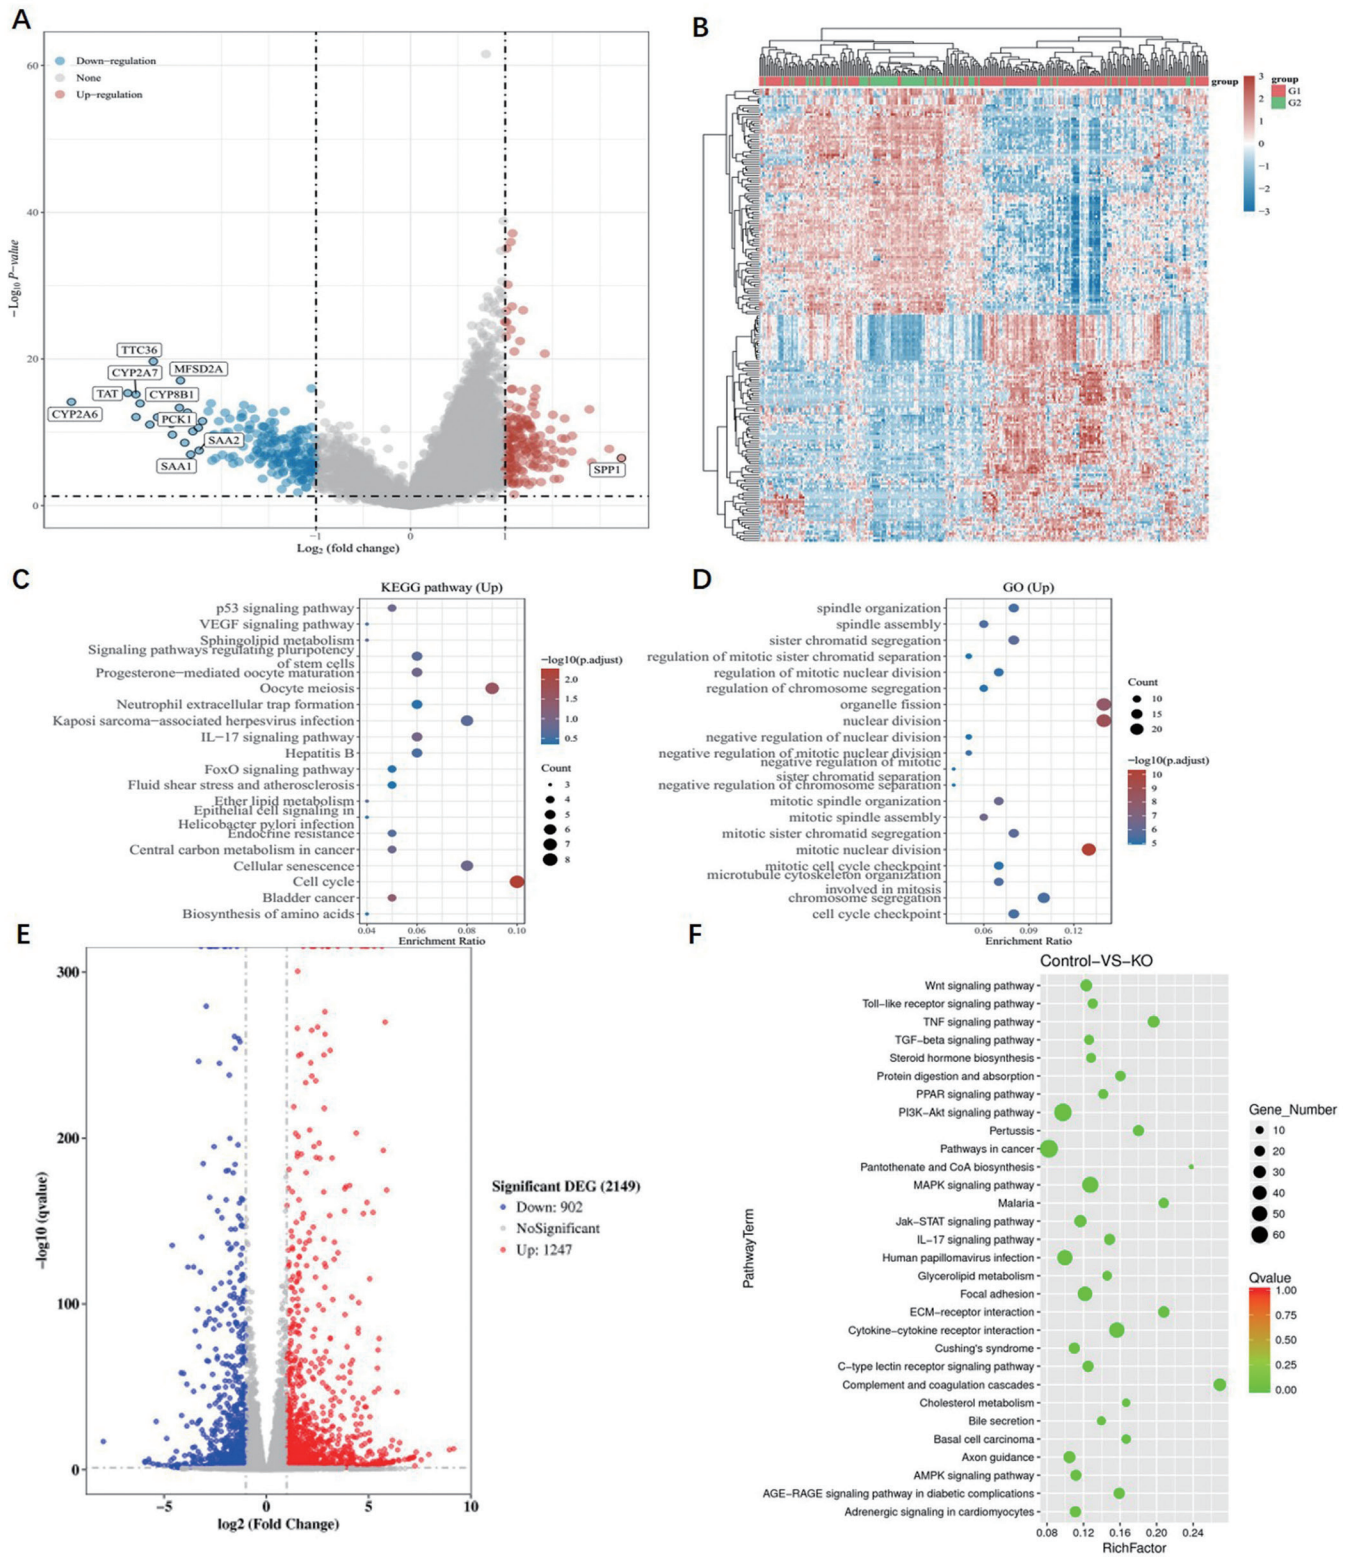 A
Down-regulation
None
Up-regulation
60
40
20
0
−Log10 P−value
TTC36
CYP2A7
MFSD2A
TAT
CYP8B1
CYP2A6
PCK1
SAA2
SAA1
SPP1
−1
0
1
Log2 (fold change)
B
group
3
2
1
0
−1
−2
−3
group
G1
G2
C
KEGG pathway (Up)
p53 signaling pathway
VEGF signaling pathway
Sphingolipid metabolism
Signaling pathways regulating pluripotency
of stem cells
Progesterone−mediated oocyte maturation
Oocyte meiosis
Neutrophil extracellular trap formation
Kaposi sarcoma−associated herpesvirus infection
IL−17 signaling pathway
Hepatitis B
FoxO signaling pathway
Fluid shear stress and atherosclerosis
Ether lipid metabolism
Epithelial cell signaling in
Helicobacter pylori infection
Endocrine resistance
Central carbon metabolism in cancer
Cellular senescence
Cell cycle
Bladder cancer
Biosynthesis of amino acids
0.04 0.06 0.08 0.10
Enrichment Ratio
−log10(p.adjust)
2.0
1.5
1.0
0.5
Count
3
4
5
6
7
8
D
GO (Up)
spindle organization
spindle assembly
sister chromatid segregation
regulation of mitotic sister chromatid separation
regulation of mitotic nuclear division
regulation of chromosome segregation
organelle fission
nuclear division
negative regulation of nuclear division
negative regulation of mitotic nuclear division
negative regulation of mitotic
sister chromatid separation
negative regulation of chromosome separation
mitotic spindle organization
mitotic spindle assembly
mitotic sister chromatid segregation
mitotic nuclear division
mitotic cell cycle checkpoint
microtubule cytoskeleton organization
involved in mitosis
chromosome segregation
cell cycle checkpoint
0.06 0.09 0.12
Enrichment Ratio
Count
10
15
20
−log10(p.adjust)
10
9
8
7
6
5
E
300
200
100
0
−log10 (qvalue)
−5
0
5
10
log2 (Fold Change)
Significant DEG (2149)
Down: 902
NoSignificant
Up: 1247
F
Control−VS−KO
Wnt signaling pathway
Toll−like receptor signaling pathway
TNF signaling pathway
TGF−beta signaling pathway
Steroid hormone biosynthesis
Protein digestion and absorption
PPAR signaling pathway
PI3K−Akt signaling pathway
Pertussis
Pathways in cancer
Pantothenate and CoA biosynthesis
MAPK signaling pathway
Malaria
Jak−STAT signaling pathway
IL−17 signaling pathway
Human papillomavirus infection
Glycerolipid metabolism
Focal adhesion
ECM−receptor interaction
Cytokine−cytokine receptor interaction
Cushing's syndrome
C−type lectin receptor signaling pathway
Complement and coagulation cascades
Cholesterol metabolism
Bile secretion
Basal cell carcinoma
Axon guidance
AMPK signaling pathway
AGE−RAGE signaling pathway in diabetic complications
Adrenergic signaling in cardiomyocytes
PathwayTerm
0.08 0.12 0.16 0.20 0.24
RichFactor
Gene_Number
10
20
30
40
50
60
Qvalue
1.00
0.75
0.50
0.25
0.00